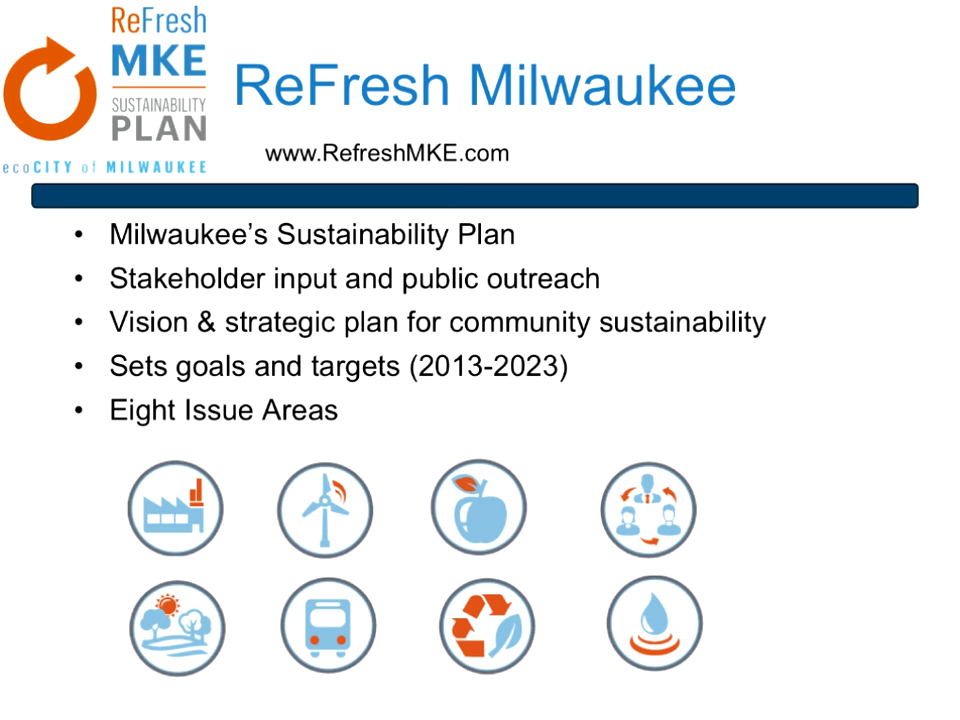 ReFresh
MKE
SUSTAINABILITY
PLAN
ecoCITY of MILWAUKEE
ReFresh Milwaukee
www.RefreshMKE.com
• Milwaukee’s Sustainability Plan
• Stakeholder input and public outreach
• Vision & strategic plan for community sustainability
• Sets goals and targets (2013-2023)
• Eight Issue Areas